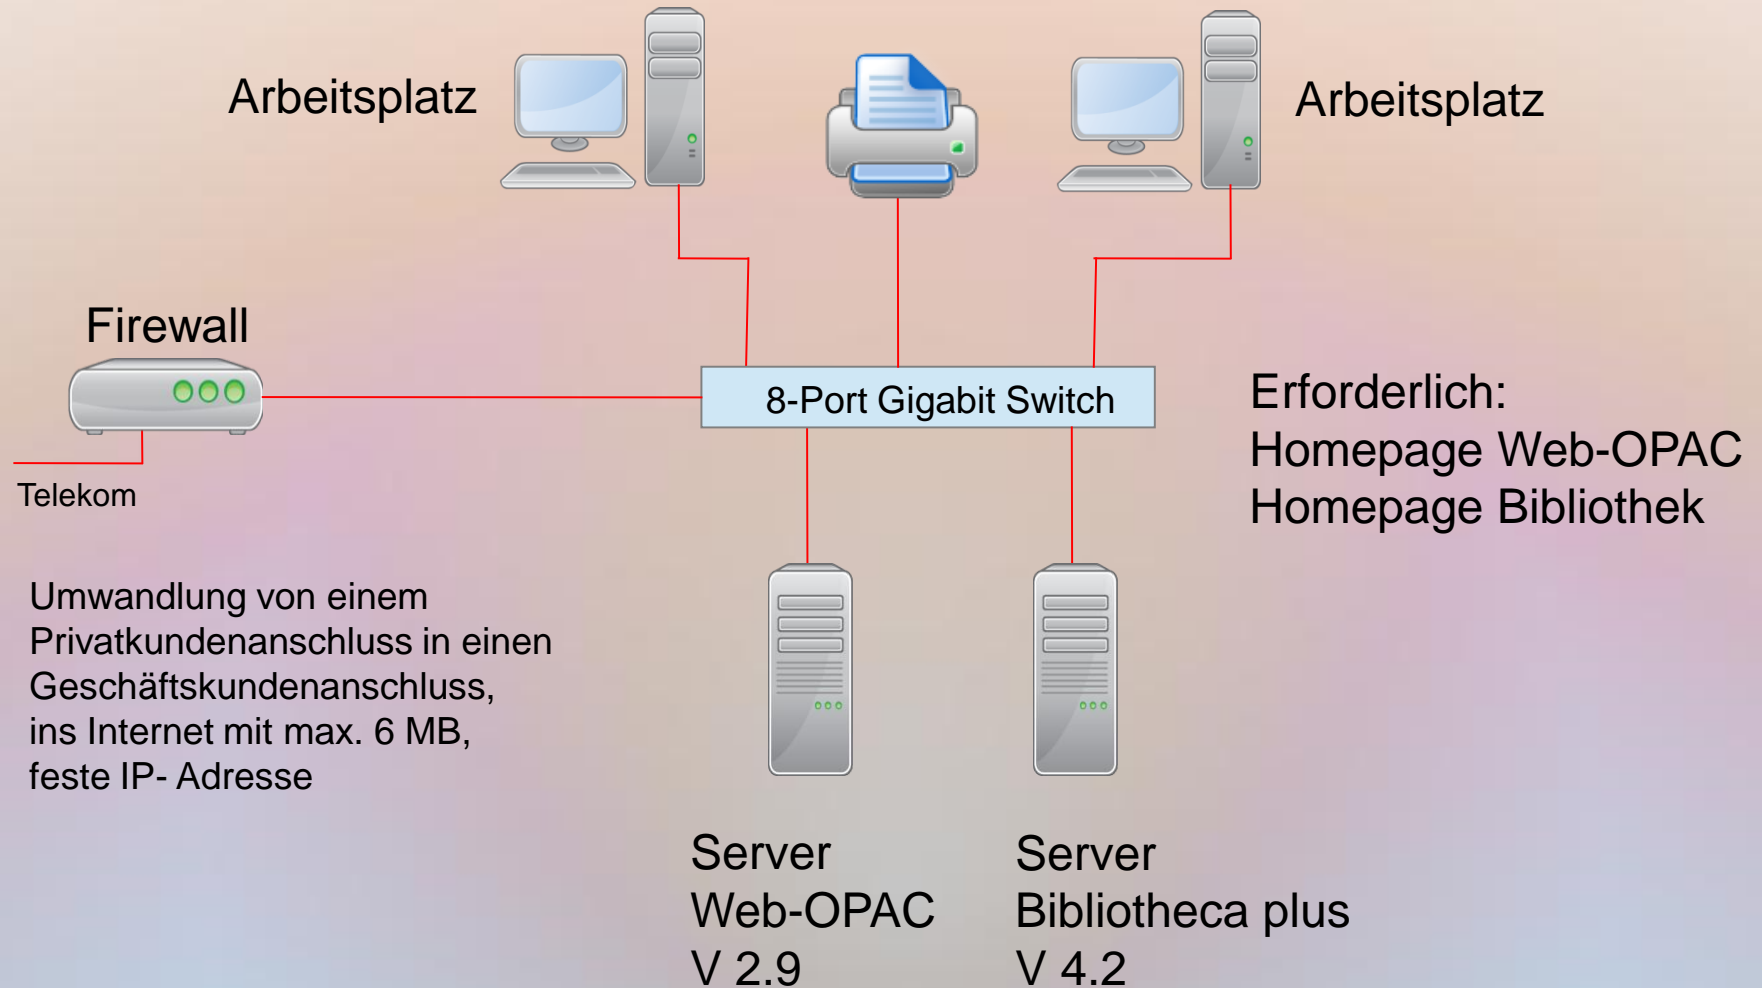 Arbeitsplatz
Arbeitsplatz
Firewall
8-Port Gigabit Switch
Telekom
Erforderlich:
Homepage Web-OPAC
Homepage Bibliothek
Umwandlung von einem
Privatkundenanschluss in einen
Geschäftskundenanschluss,
ins Internet mit max. 6 MB,
feste IP- Adresse
Server
Web-OPAC
V 2.9
Server
Bibliotheca plus
V 4.2